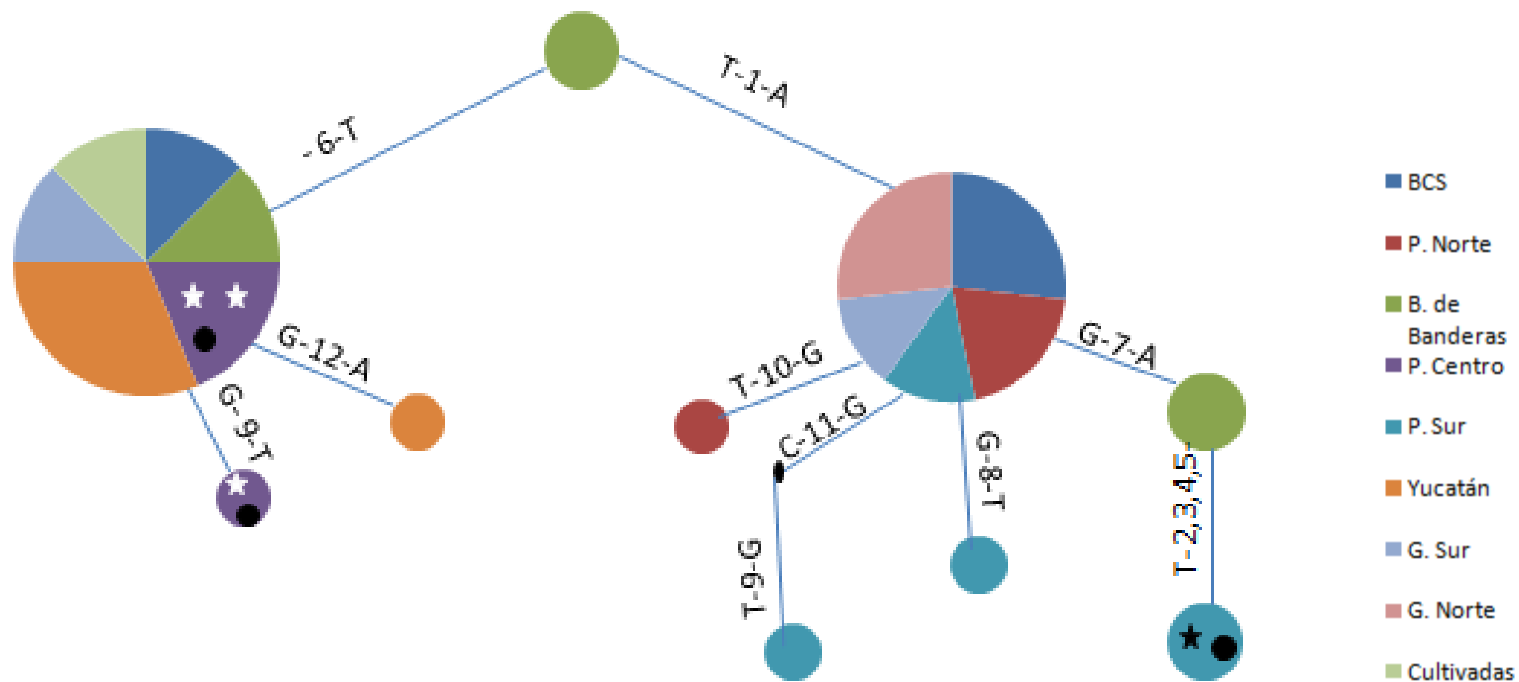 T-1-A
- 6-T
G-12-A
G-9-T
T-10-G
C-11-G
T-9-G
G-8-T
G-7-A
T-2,3,4,5-
BCS
P. Norte
B. de
Banderas
P. Centro
P. Sur
Yucatán
G. Sur
G. Norte
Cultivadas